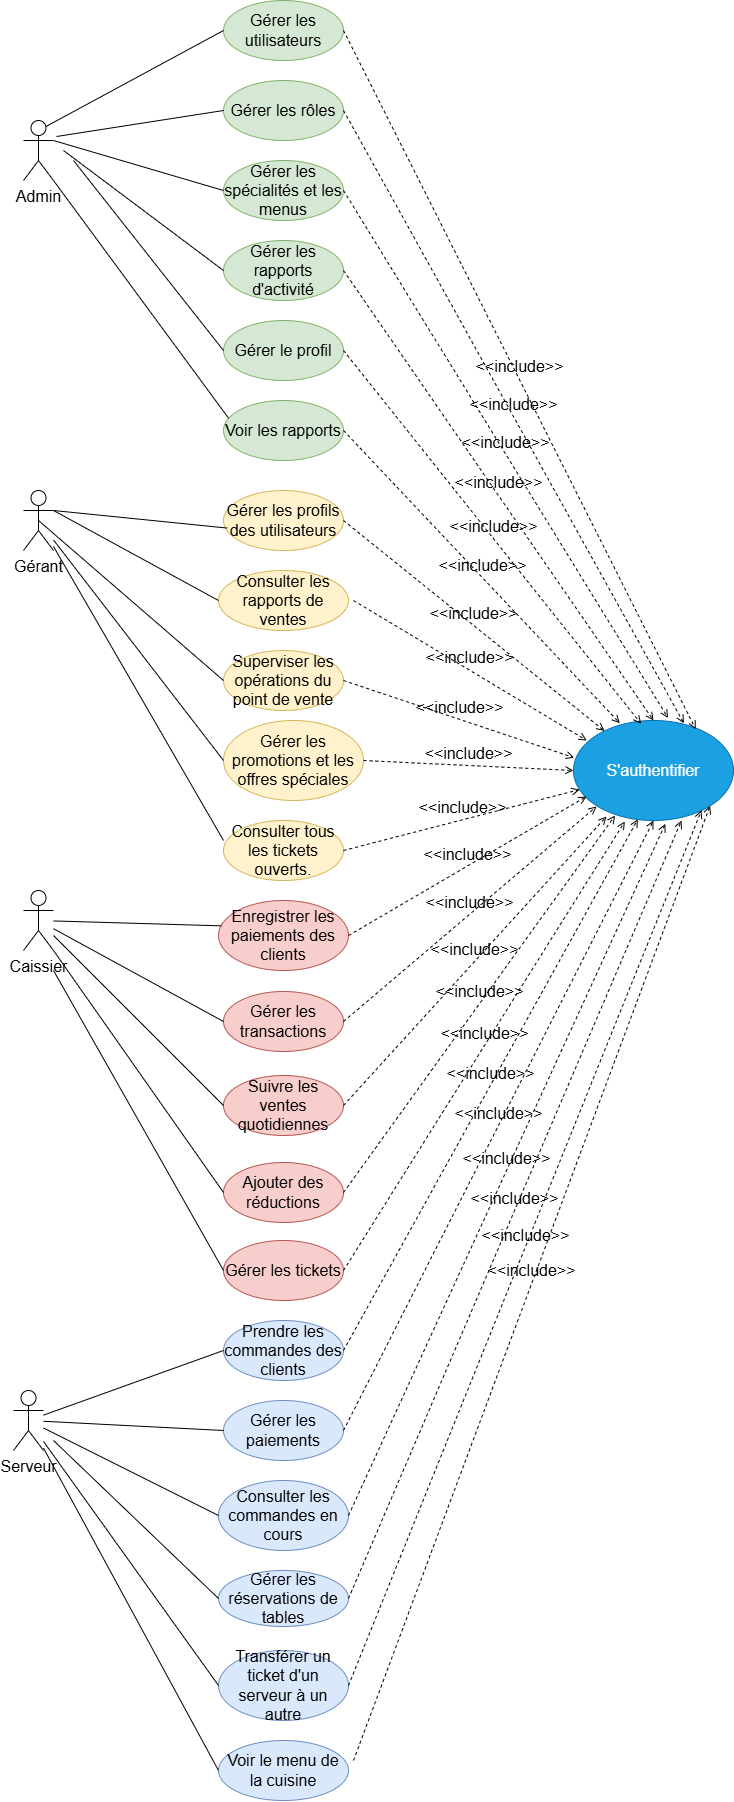 Gérer les
utilisateurs
Gérer les rôles
Admin
Gérer les
spécialités et les
menus
Gérer les
rapports
d'activité
Gérer le profil
<<include>>
<<include>>
Voir les rapports
<<include>>
<<include>>
Gérer les profils
des utilisateurs
<<include>>
Gérant
<<include>>
Consulter les
rapports de
ventes
<<include>>
<<include>>
Superviser les
opérations du
point de vente
<<include>>
Gérer les
promotions et les
offres spéciales
<<include>>
S'authentifier
<<include>>
Consulter tous
les tickets
ouverts.
<<include>>
Enregistrer les
paiements des
clients
<<include>>
<<include>>
Caissier
<<include>>
Gérer les
transactions
<<include>>
<<include>>
Suivre les
ventes
quotidiennes
<<include>>
<<include>>
Ajouter des
réductions
<<include>>
<<include>>
Gérer les tickets
<<include>>
Prendre les
commandes des
clients
Gérer les
paiements
Serveur
Consulter les
commandes en
cours
Gérer les
réservations de
tables
Transférer un
ticket d'un
serveur à un
autre
Voir le menu de
la cuisine